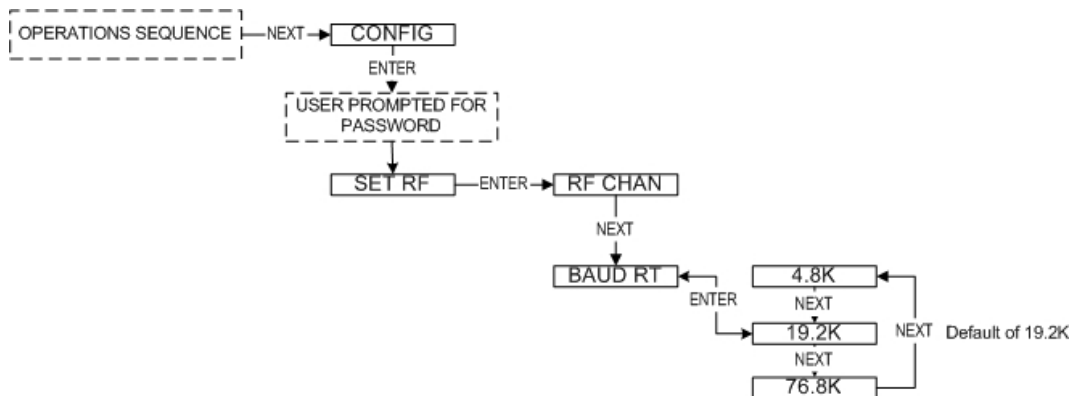 OPERATIONS SEQUENCE
NEXT
CONFIG
ENTER
USER PROMPTED FOR
PASSWORD
SET RF
ENTER
RF CHAN
NEXT
BAUD RT
ENTER
4.8K
NEXT
19.2K
NEXT
76.8K
NEXT
Default of 19.2K